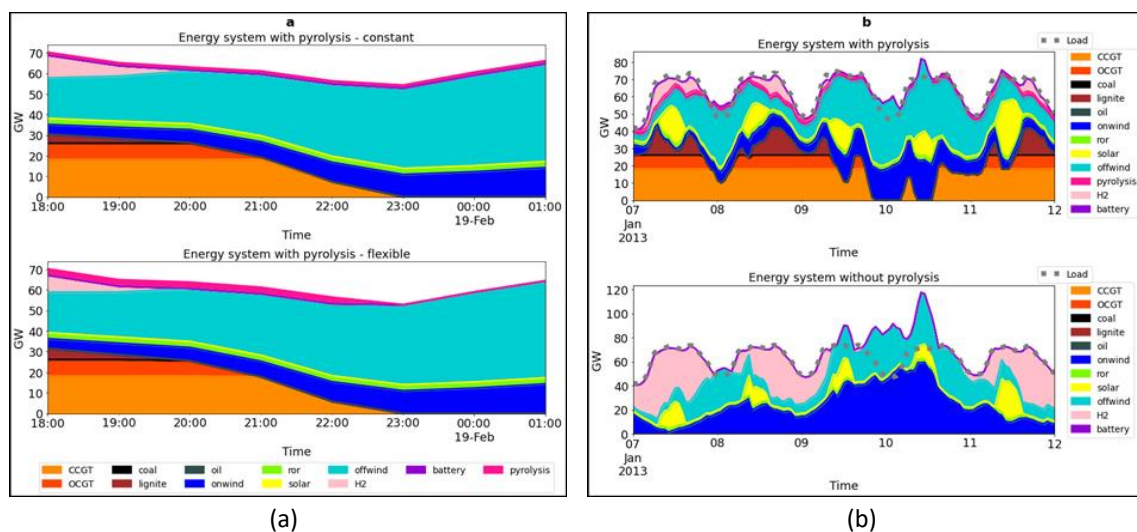 a
Energy system with pyrolysis - constant
70
60
50
40
30
20
10
0
GW
18:00 19:00 20:00 21:00 22:00 23:00 00:00 01:00
19-Feb
Time
Energy system with pyrolysis - flexible
70
60
50
40
30
20
10
0
GW
18:00 19:00 20:00 21:00 22:00 23:00 00:00 01:00
19-Feb
Time
CCGT coal oil ror offwind battery pyrolysis
OCGT lignite onwind solar H2
(a)
b
Energy system with pyrolysis
Load
80
70
60
50
40
30
20
10
0
GW
07 08 09 10 11 12
Jan
2013
Time
CCGT
OCGT
coal
lignite
oil
onwind
ror
solar
offwind
pyrolysis
H2
battery
Energy system without pyrolysis
Load
120
100
80
60
40
20
0
GW
07 08 09 10 11 12
Jan
2013
Time
CCGT
OCGT
coal
lignite
oil
onwind
ror
solar
offwind
H2
battery
(b)